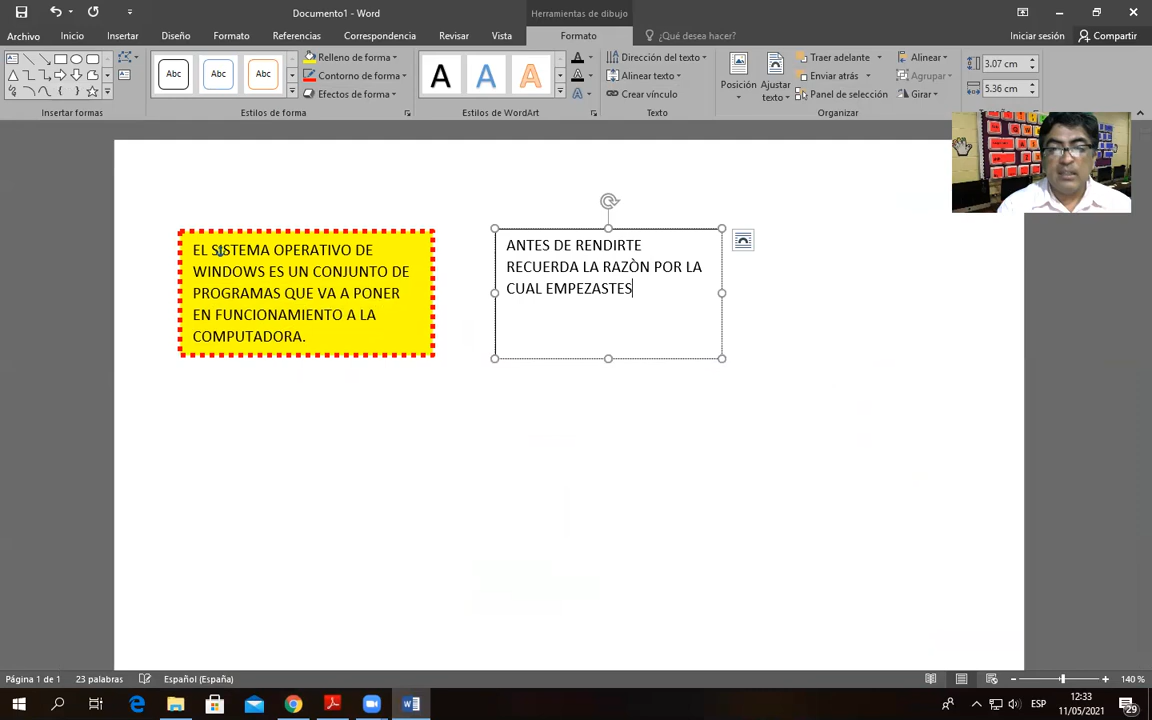 Documento1 - Word
Herramientas de dibujo
Archivo
Inicio
Insertar
Diseño
Formato
Referencias
Correspondencia
Revisar
Vista
Formato
¿Qué desea hacer?
Iniciar sesión
Compartir
Abc
Abc
Abc
Relleno de forma
Contorno de forma
Efectos de forma
A
A
A
Dirección del texto
Alinear texto
Crear vínculo
Posición
Ajustar
texto
Traer adelante
Enviar atrás
Panel de selección
Alinear
Agrupar
Girar
3.07 cm
5.36 cm
Insertar formas
Estilos de forma
Estilos de WordArt
Texto
Organizar
EL SISTEMA OPERATIVO DE
WINDOWS ES UN CONJUNTO DE
PROGRAMAS QUE VA A PONER
EN FUNCIONAMIENTO A LA
COMPUTADORA.
ANTES DE RENDIRTE
RECUERDA LA RAZÒN POR LA
CUAL EMPEZASTES
Página 1 de 1
23 palabras
Español (España)
140 %
ESP
12:33
11/05/2021
29